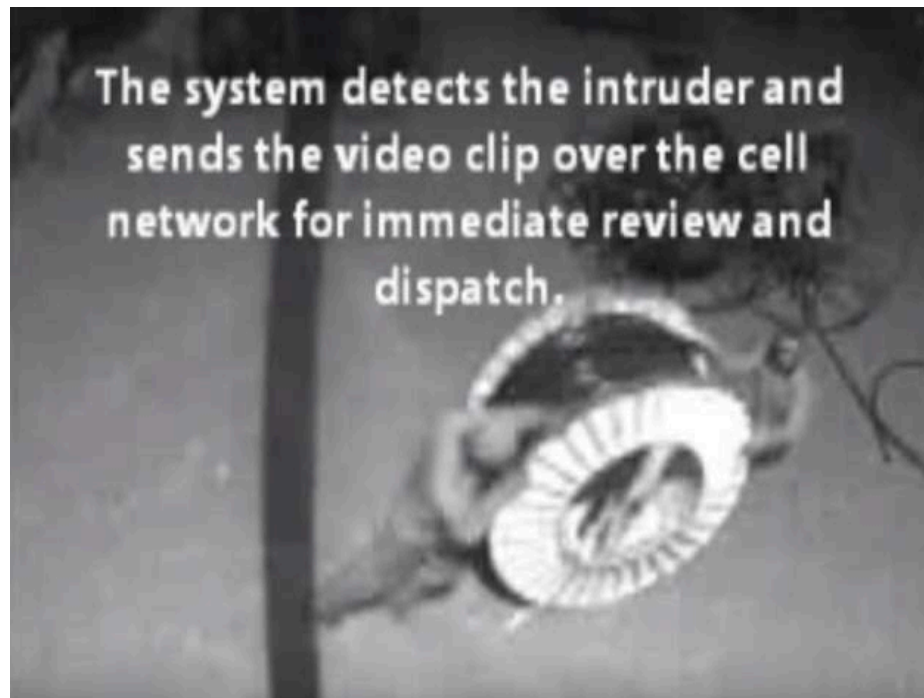 The system detects the intruder and
sends the video clip over the cell
network for immediate review and
dispatch.